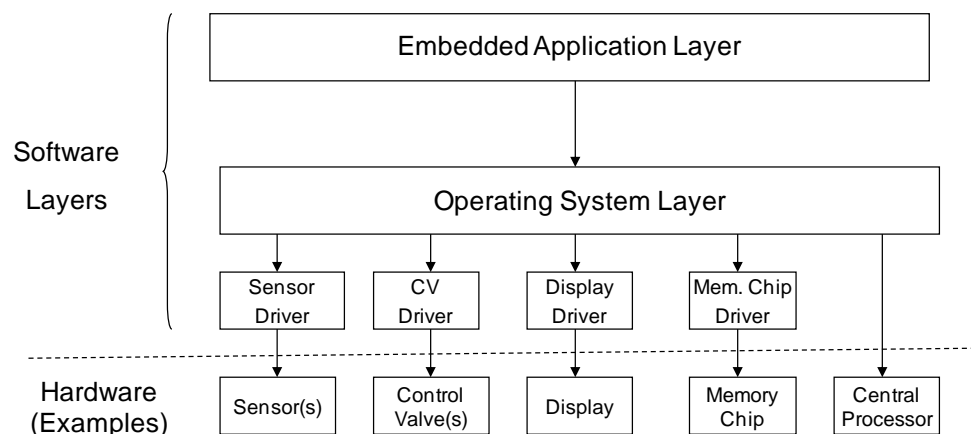 Embedded Application Layer
Software
Layers
Operating System Layer
Sensor
Driver
CV
Driver
Display
Driver
Mem. Chip
Driver
Hardware
(Examples)
Sensor(s)
Control
Valve(s)
Display
Memory
Chip
Central
Processor